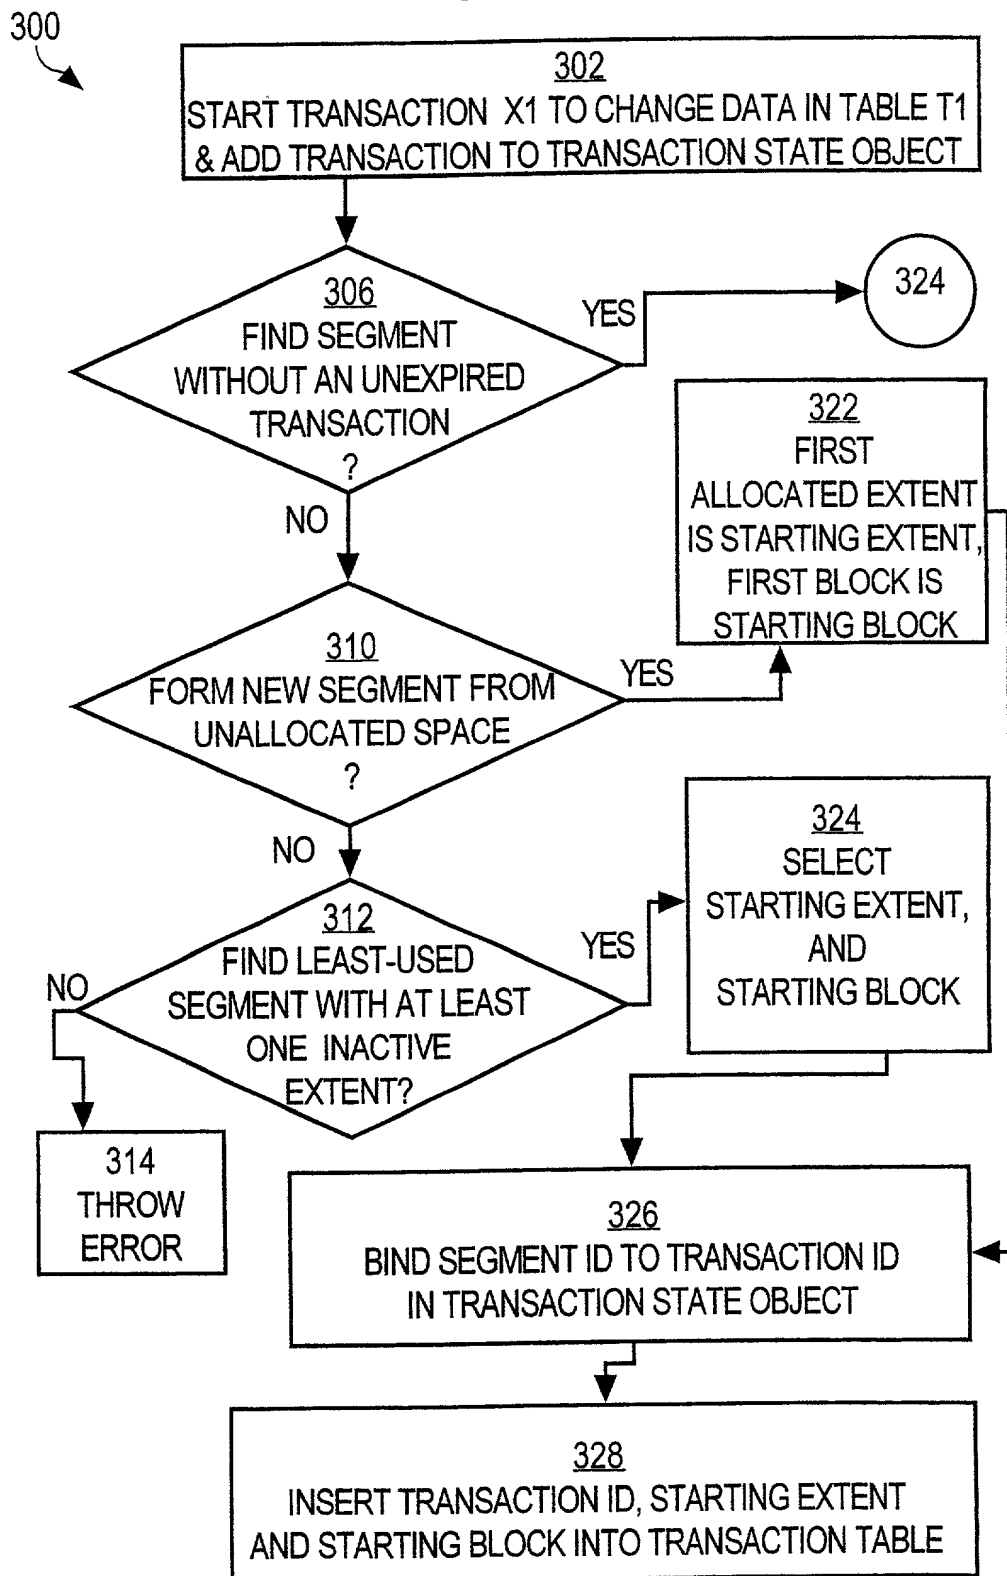 300
302
START TRANSACTION X1 TO CHANGE DATA IN TABLE T1
& ADD TRANSACTION TO TRANSACTION STATE OBJECT
306
FIND SEGMENT
WITHOUT AN UNEXPIRED
TRANSACTION
?
YES
324
NO
322
FIRST
ALLOCATED EXTENT
IS STARTING EXTENT,
FIRST BLOCK IS
STARTING BLOCK
310
FORM NEW SEGMENT FROM
UNALLOCATED SPACE
?
YES
NO
312
FIND LEAST-USED
SEGMENT WITH AT LEAST
ONE INACTIVE
EXTENT?
YES
NO
324
SELECT
STARTING EXTENT,
AND
STARTING BLOCK
314
THROW
ERROR
326
BIND SEGMENT ID TO TRANSACTION ID
IN TRANSACTION STATE OBJECT
328
INSERT TRANSACTION ID, STARTING EXTENT
AND STARTING BLOCK INTO TRANSACTION TABLE